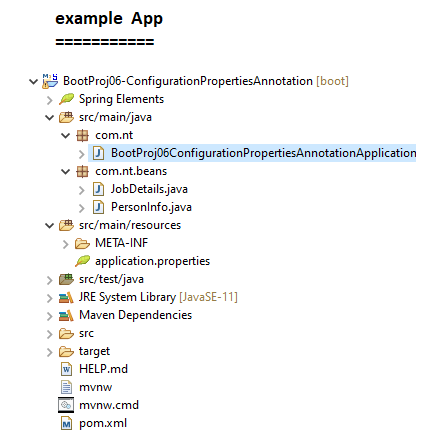 example App
===========
BootProj06-ConfigurationPropertiesAnnotation [boot]
Spring Elements
src/main/java
com.nt
BootProj06ConfigurationPropertiesAnnotationApplication
com.nt.beans
JobDetails.java
PersonInfo.java
src/main/resources
META-INF
application.properties
src/test/java
JRE System Library [JavaSE-11]
Maven Dependencies
src
target
HELP.md
mvnw
mvnw.cmd
pom.xml